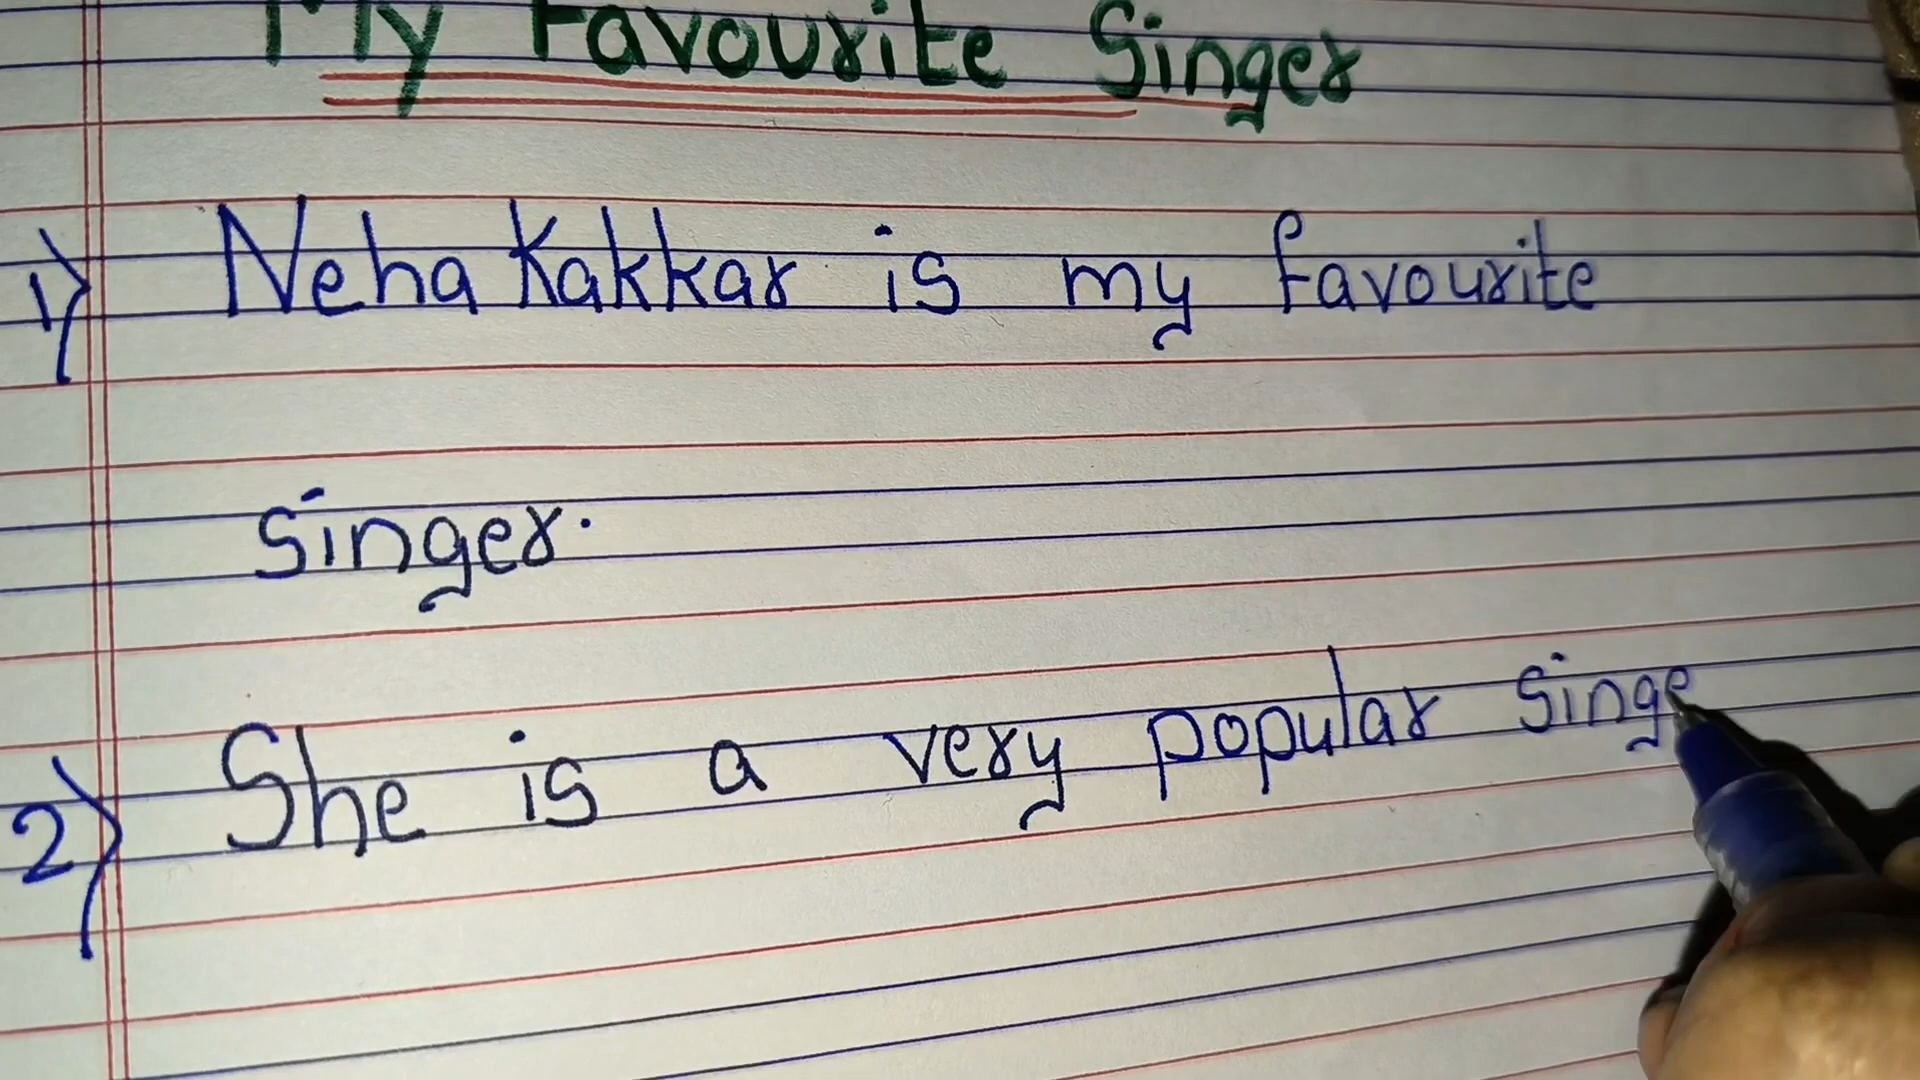 My Favourite Singer
1) Neha Kakkar is my favourite
singer.
2) She is a very popular singe